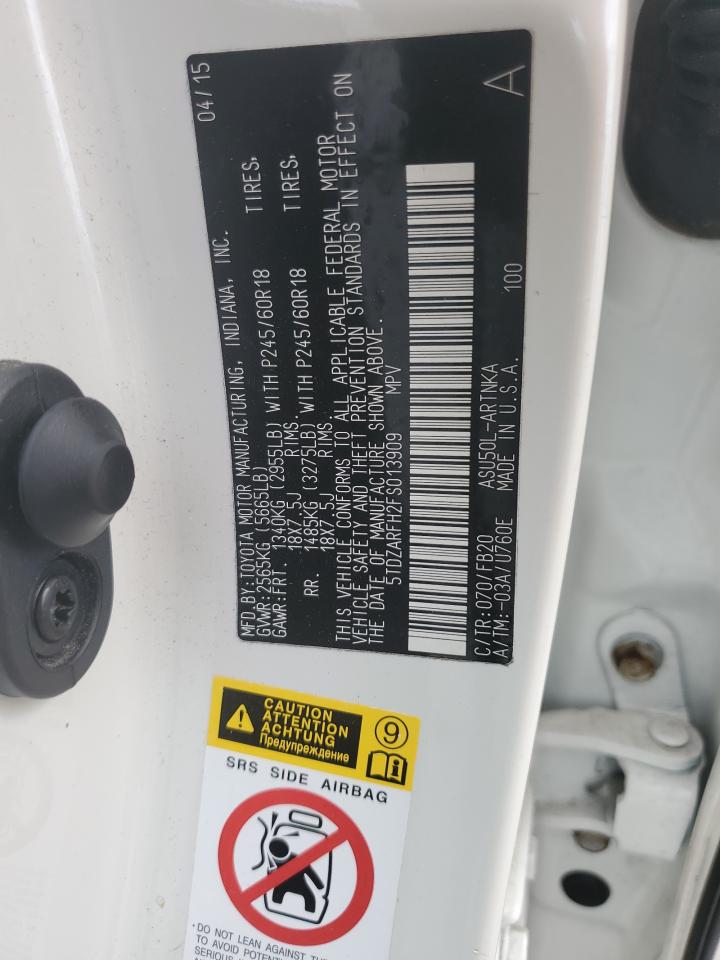 MFD.BY:TOYOTA MOTOR MANUFACTURING, INDIANA, INC. 04/15
GVWR:2565KG (5665LB)
GAWR:FRT. 1340KG (2955LB) WITH P245/60R18 TIRES,
18X7.5J RIMS
RR. 1485KG (3275LB) WITH P245/60R18 TIRES,
18X7.5J RIMS.
THIS VEHICLE CONFORMS TO ALL APPLICABLE FEDERAL MOTOR
VEHICLE SAFETY AND THEFT PREVENTION STANDARDS IN EFFECT ON
THE DATE OF MANUFACTURE SHOWN ABOVE.
5TDZARFH2FS013909 MPV
C/TR:070/FB20 ASU50L-ARTNKA 100
A/TM:-03A/U760E MADE IN U.S.A. A
CAUTION
ATTENTION
ACHTUNG
Предупреждение
9
i
SRS SIDE AIRBAG
·DO NOT LEAN AGAINST THE
TO AVOID
SERIOUS